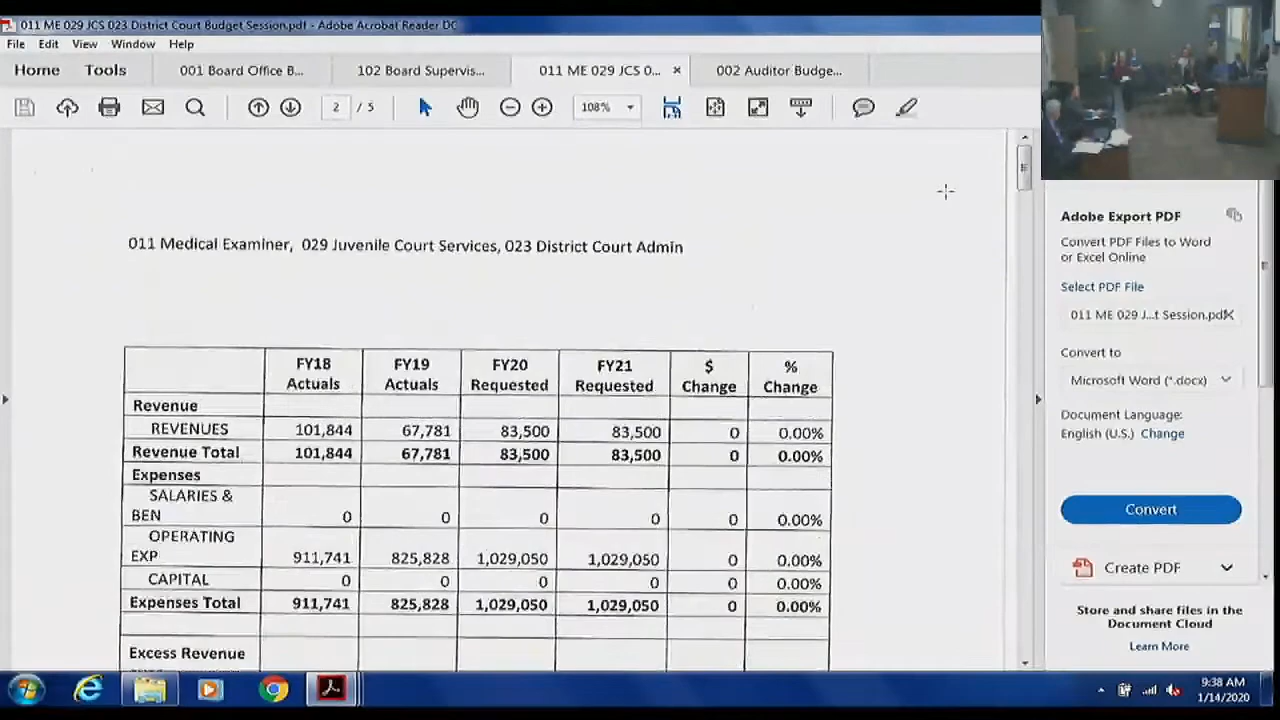 011 ME 029 JCS 023 District Court Budget Session.pdf - Adobe Acrobat Reader DC
File Edit View Window Help
Home Tools 001 Board Office B... 102 Board Supervis... 011 ME 029 JCS 0... × 002 Auditor Budge...
2 / 5 108%
011 Medical Examiner, 029 Juvenile Court Services, 023 District Court Admin
FY18 Actuals FY19 Actuals FY20 Requested FY21 Requested $ Change % Change
Revenue
REVENUES 101,844 67,781 83,500 83,500 0 0.00%
Revenue Total 101,844 67,781 83,500 83,500 0 0.00%
Expenses
SALARIES &
BEN 0 0 0 0 0 0.00%
OPERATING
EXP 911,741 825,828 1,029,050 1,029,050 0 0.00%
CAPITAL 0 0 0 0 0 0.00%
Expenses Total 911,741 825,828 1,029,050 1,029,050 0 0.00%
Excess Revenue
Adobe Export PDF
Convert PDF Files to Word
or Excel Online
Select PDF File
011 ME 029 J...t Session.pdf
Convert to
Microsoft Word (*.docx)
Document Language:
English (U.S.) Change
Convert
Create PDF
Store and share files in the
Document Cloud
Learn More
9:38 AM
1/14/2020